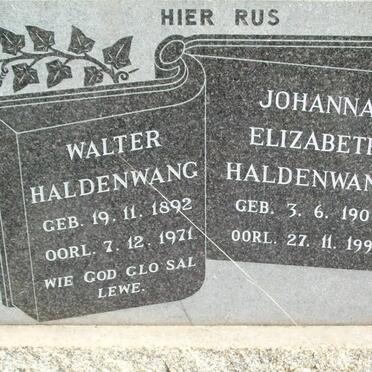 HIER RUS
WALTER
HALDENWANG
GEB. 19. 11. 1892
OORL. 7. 12. 1971
WIE GOD GLO SAL
LEWE.
JOHANNA
ELIZABETH
HALDENWAN
GEB. 3. 6. 190
OORL. 27. 11. 199